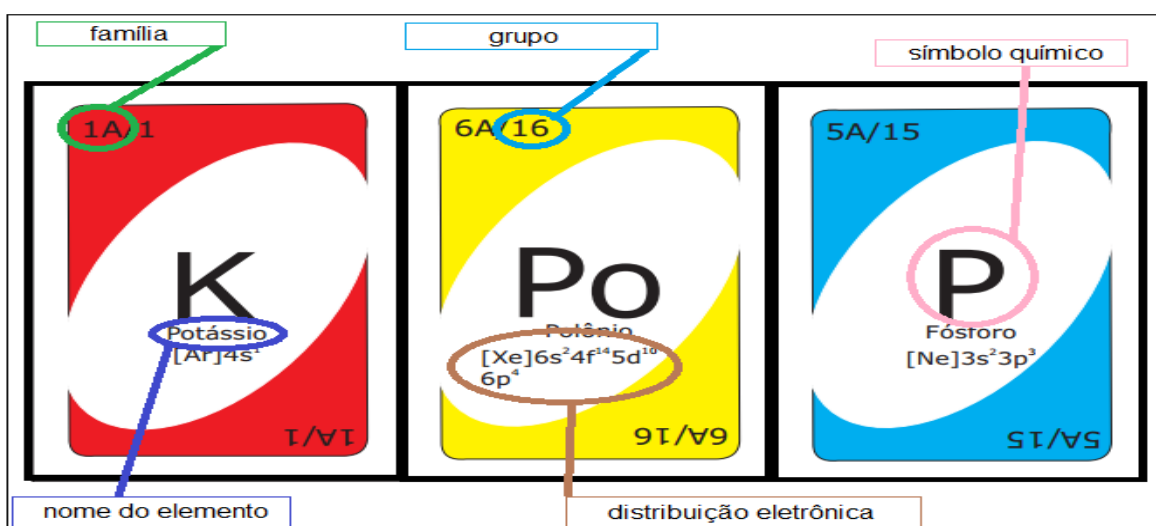 família
grupo
símbolo químico
1A/1
K
Potássio
[Ar]4s¹
1A/1
6A/16
Po
Polônio
[Xe]6s²4f¹⁴5d¹⁰
6p⁴
6A/16
5A/15
P
Fósforo
[Ne]3s²3p³
5A/15
nome do elemento
distribuição eletrônica